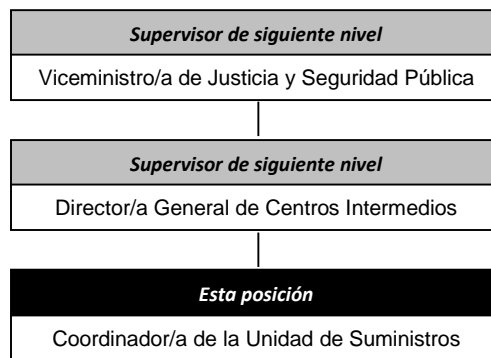 Supervisor de siguiente nivel
Viceministro/a de Justicia y Seguridad Pública
Supervisor de siguiente nivel
Director/a General de Centros Intermedios
Esta posición
Coordinador/a de la Unidad de Suministros